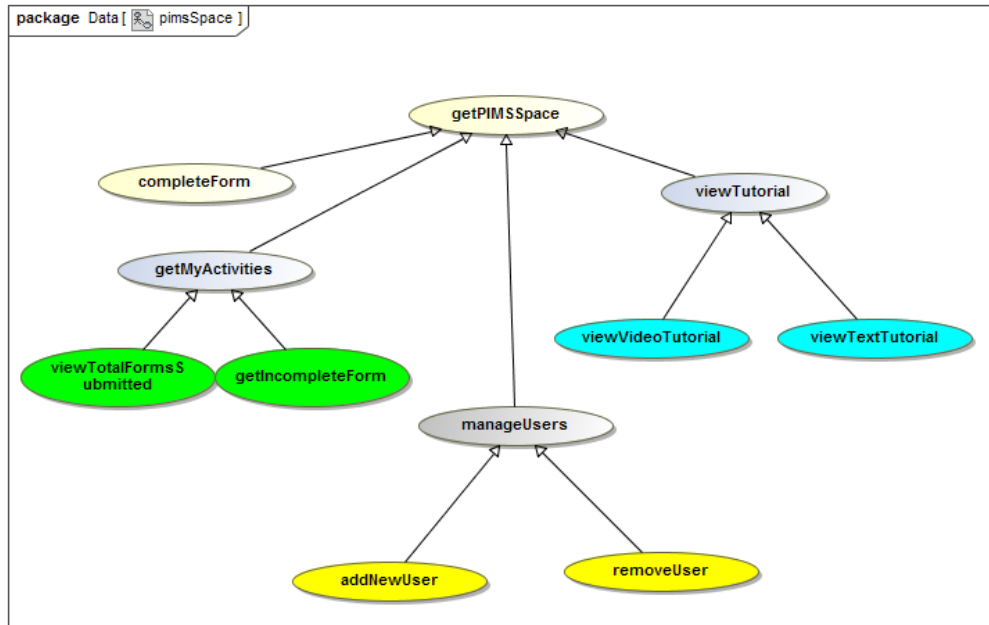 package Data [ pimsSpace ]
getPIMSSpace
completeForm
viewTutorial
getMyActivities
viewVideoTutorial
viewTextTutorial
viewTotalFormsS
ubmitted
getIncompleteForm
manageUsers
addNewUser
removeUser